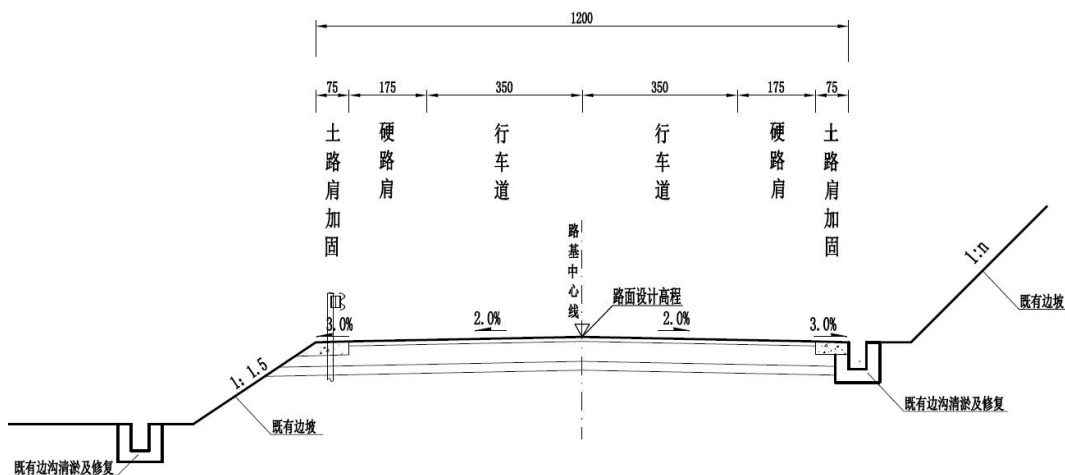 1200
75
175
350
350
175
75
土路肩加固
硬路肩
行车道
行车道
硬路肩
土路肩加固
路基中心线
路面设计高程
1:n
既有边坡
3.0%
2.0%
2.0%
3.0%
1: 1.5
既有边坡
既有边沟清淤及修复
既有边沟清淤及修复